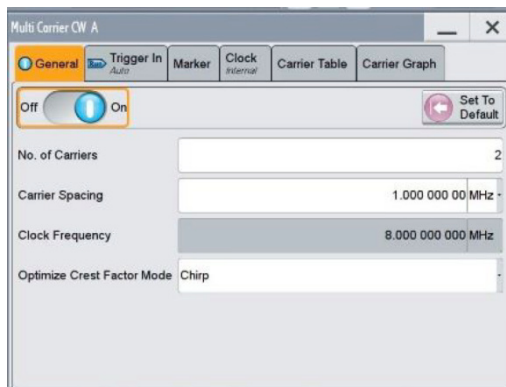 Multi Carrier CW A
General
Trigger In
Auto
Marker
Clock
Internal
Carrier Table
Carrier Graph
Off
On
Set To
Default
No. of Carriers
2
Carrier Spacing
1.000 000 00 MHz
Clock Frequency
8.000 000 000 MHz
Optimize Crest Factor Mode
Chirp